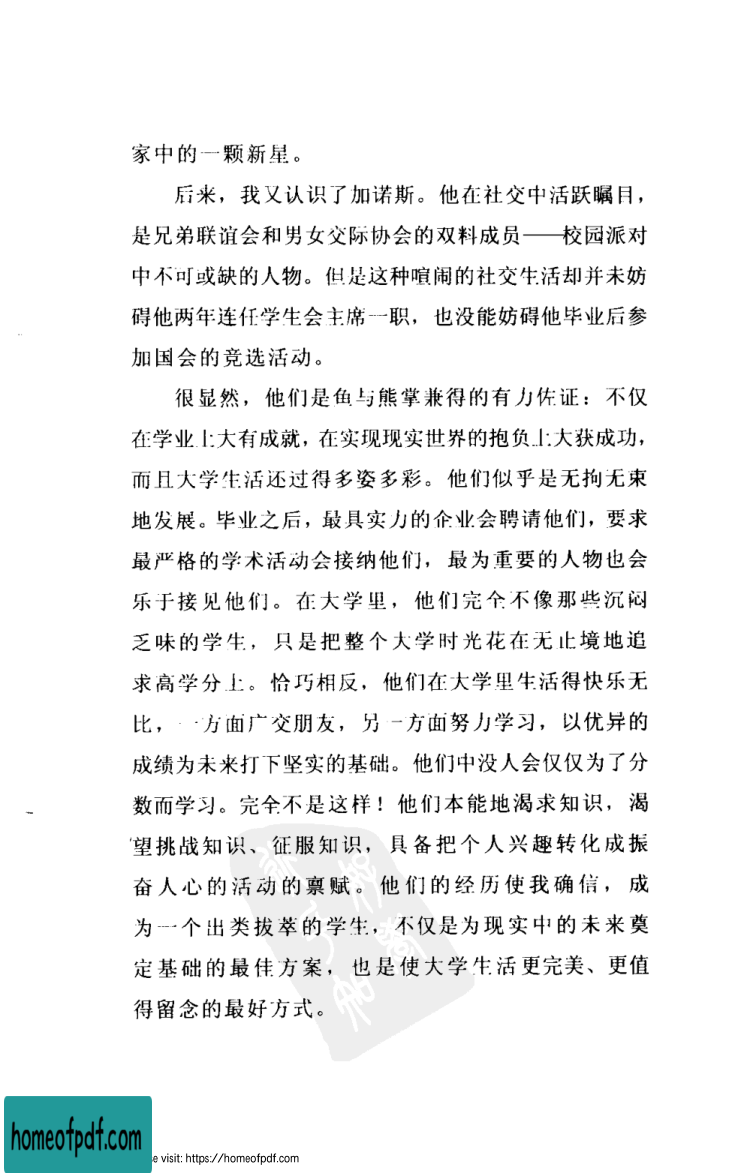 家中的一颗新星。
后来，我又认识了加诺斯。他在社交中活跃瞩目，
是兄弟联谊会和男女交际协会的双料成员——校园派对
中不可或缺的人物。但是这种喧闹的社交生活却并未妨
碍他两年连任学生会主席一职，也没能妨碍他毕业后参
加国会的竞选活动。
很显然，他们是鱼与熊掌兼得的有力佐证：不仅
在学业上大有成就，在实现现实世界的抱负上大获成功，
而且大学生活还过得多姿多彩。他们似乎是无拘无束
地发展。毕业之后，最具实力的企业会聘请他们，要求
最严格的学术活动会接纳他们，最为重要的人物也会
乐于接见他们。在大学里，他们完全不像那些沉闷
乏味的学生，只是把整个大学时光花在无止境地追
求高学分上。恰巧相反，他们在大学里生活得快乐无
比，一方面广交朋友，另一方面努力学习，以优异的
成绩为未来打下坚实的基础。他们中没人会仅仅为了分
数而学习。完全不是这样！他们本能地渴求知识，渴
望挑战知识、征服知识，具备把个人兴趣转化成振
奋人心的活动的禀赋。他们的经历使我确信，成
为一个出类拔萃的学生，不仅是为现实中的未来奠
定基础的最佳方案，也是使大学生活更完美、更值
得留念的最好方式。
homeofpdf.com
e visit: https://homeofpdf.com